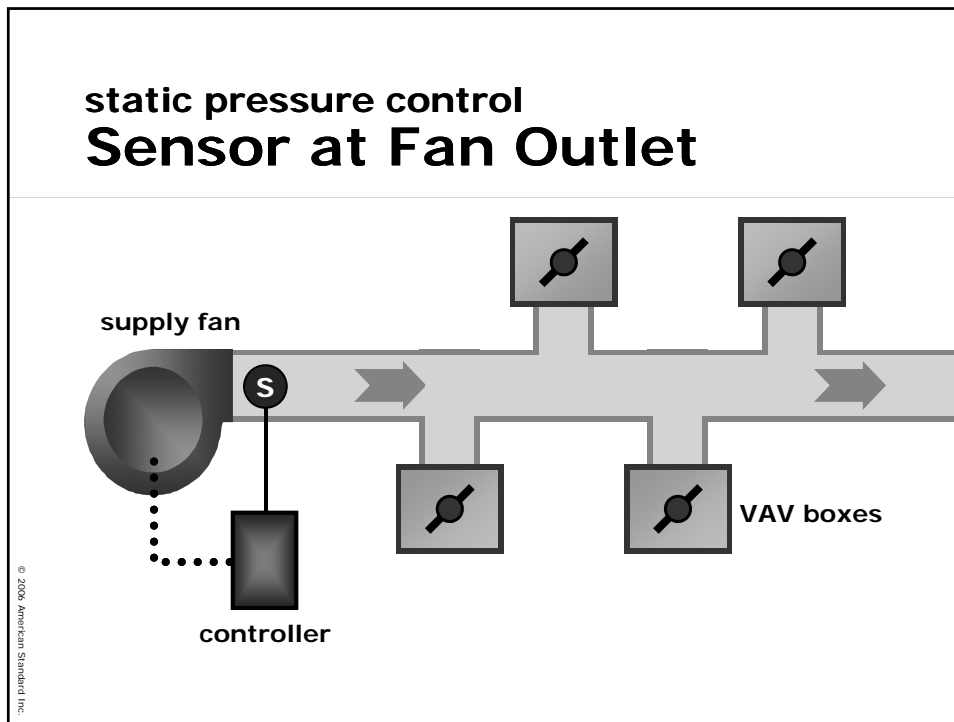 static pressure control
Sensor at Fan Outlet
supply fan
S
VAV boxes
controller
© 2006 American Standard Inc.